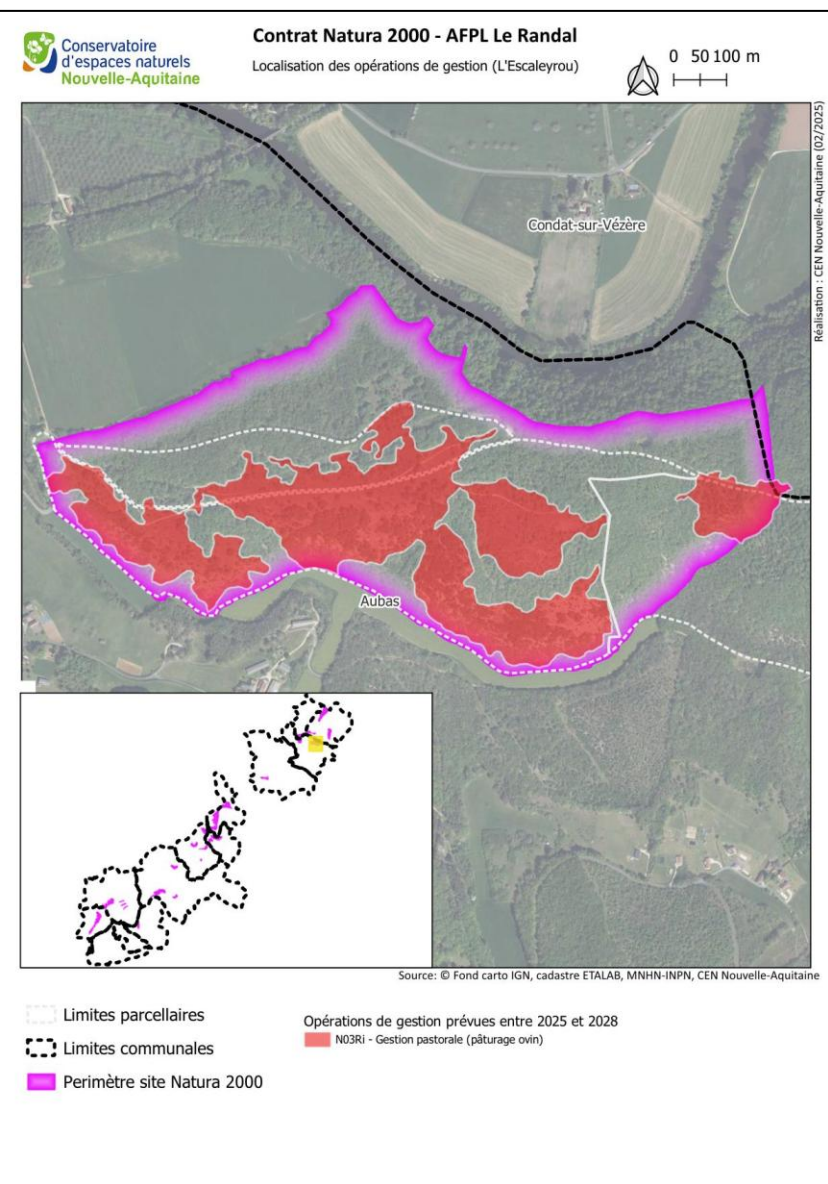 Conservatoire
d'espaces naturels
Nouvelle-Aquitaine
Contrat Natura 2000 - AFPL Le Randal
Localisation des opérations de gestion (L'Escaleyrou)
0 50 100 m
Réalisation : CEN Nouvelle-Aquitaine (02/2025)
Condat-sur-Vézère
Aubas
Source: © Fond carto IGN, cadastre ETALAB, MNHN-INPN, CEN Nouvelle-Aquitaine
Limites parcellaires
Limites communales
Perimètre site Natura 2000
Opérations de gestion prévues entre 2025 et 2028
N03Ri - Gestion pastorale (pâturage ovin)